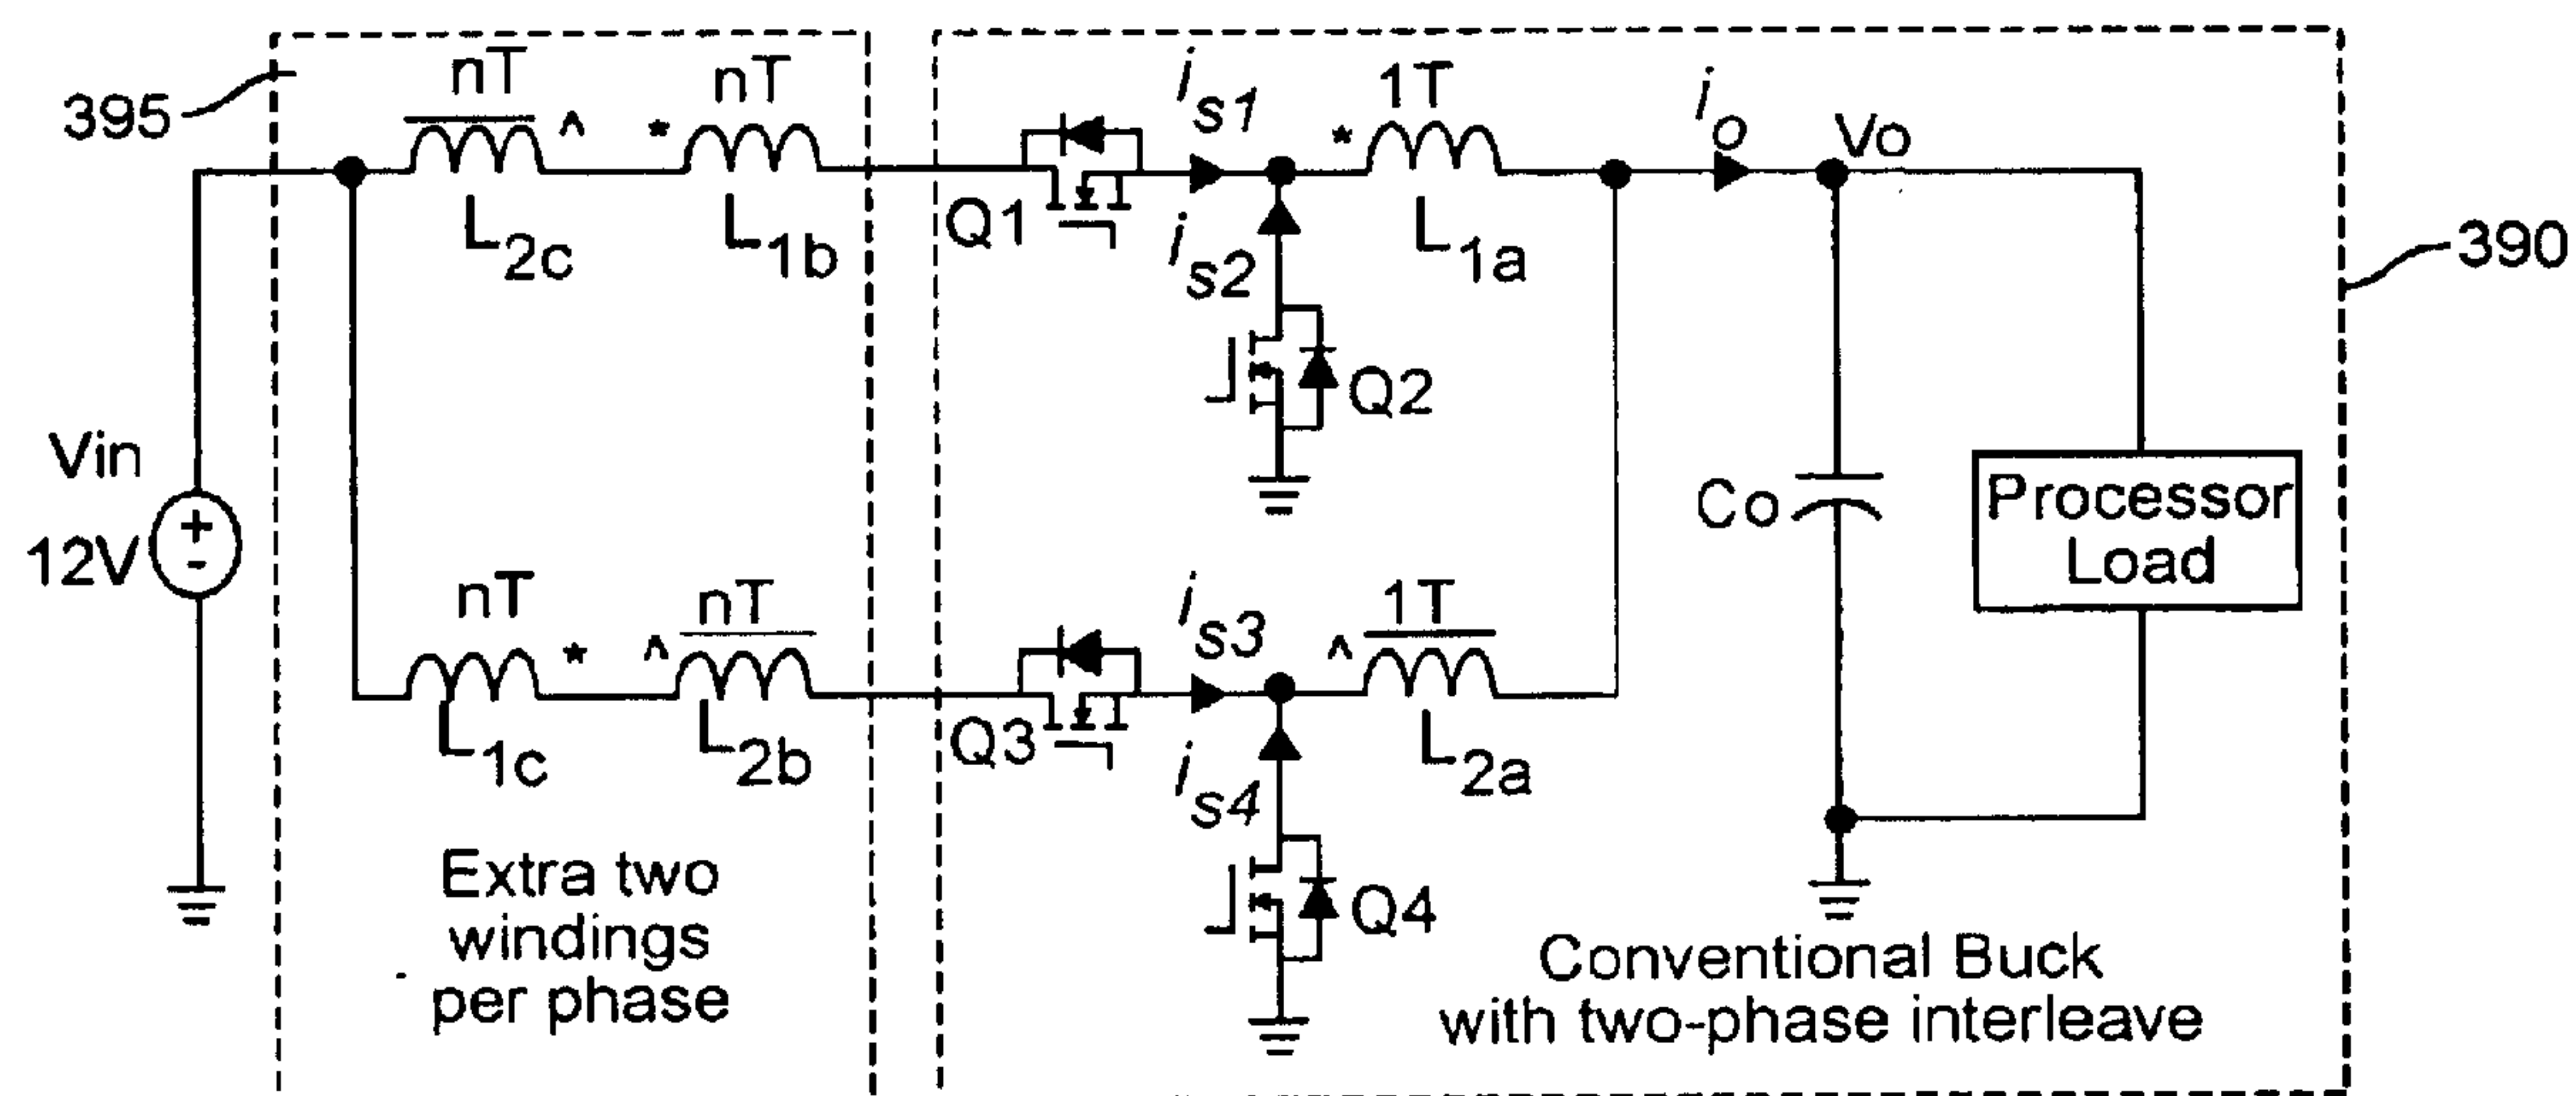 395
nT
^
*
nT
L2c
L1b
Q1
is1
is2
*
1T
L1a
io
Vo
390
Q2
Vin
12V
+
-
Co
Processor
Load
nT
*
^
nT
L1c
L2b
Q3
is3
is4
^
1T
L2a
Q4
Extra two
windings
per phase
Conventional Buck
with two-phase interleave